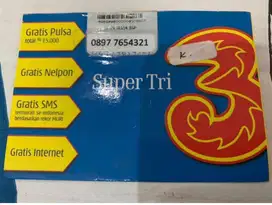 Gratis Pulsa
0897 7654321
K.
Gratis Nelpon
Super Tri
Gratis SMS
Gratis Internet
3